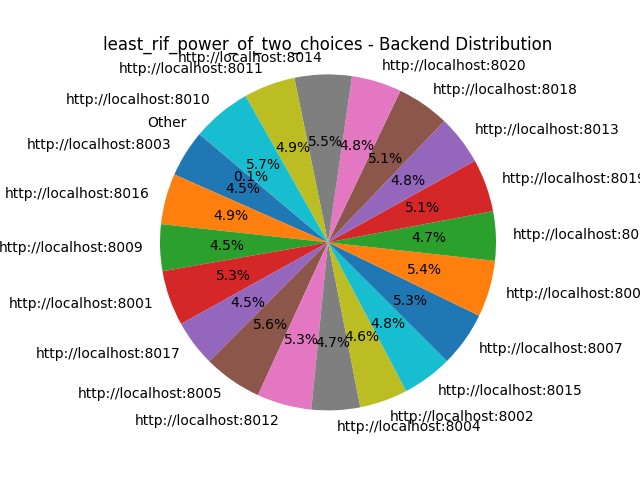 least_rif_power_of_two_choices - Backend Distribution
http://localhost:8014
http://localhost:8020
http://localhost:8011
http://localhost:8018
http://localhost:8010
Other
http://localhost:8013
http://localhost:8003
http://localhost:8016
http://localhost:8009
http://localhost:8001
http://localhost:8017
http://localhost:8007
http://localhost:8005
http://localhost:8015
http://localhost:8012
http://localhost:8002
http://localhost:8004
5.5%
4.8%
4.9%
5.1%
5.7%
0.1%
4.8%
4.5%
4.9%
5.1%
4.5%
4.7%
5.3%
5.4%
4.5%
5.3%
5.6%
4.8%
5.3%
4.7%
4.6%